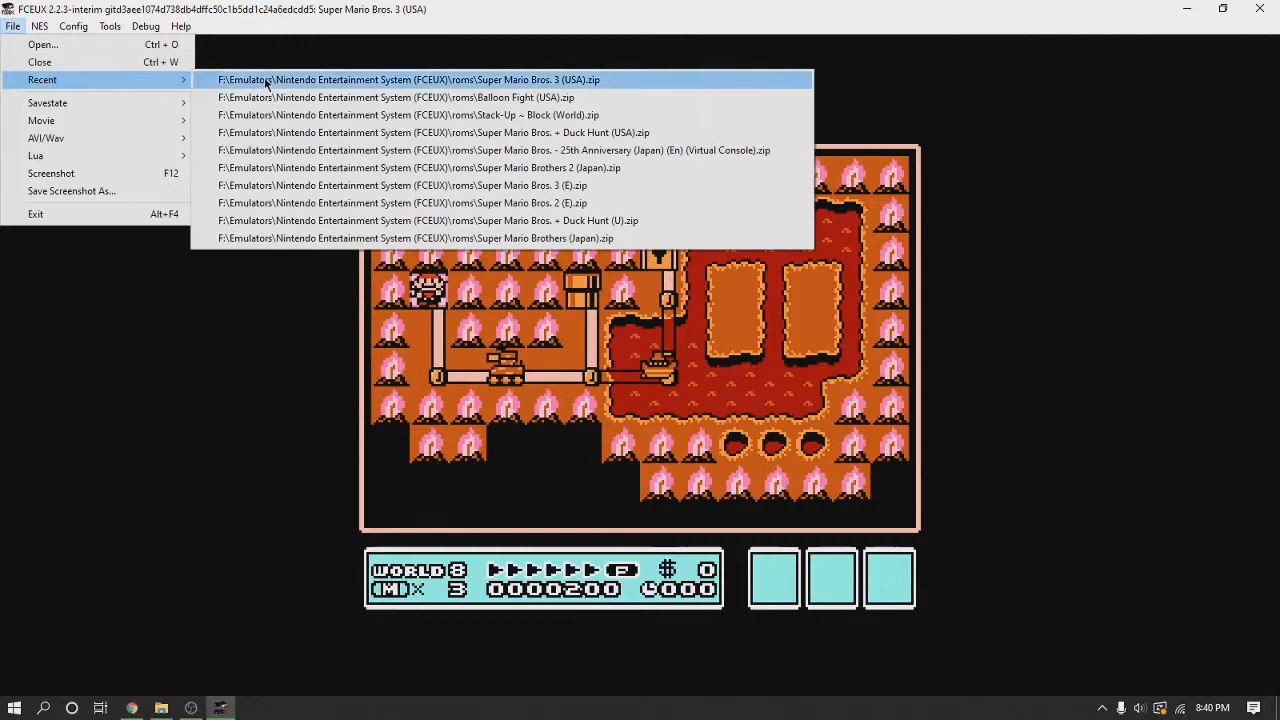 FCEUX 2.2.3-interim gitd3aee1074d738db4dffc50c1b5dd1c24a6edcdd5: Super Mario Bros. 3 (USA)
File NES Config Tools Debug Help
Open... Ctrl + O
Close Ctrl + W
Recent
Savestate
Movie
AVI/Wav
Lua
Screenshot F12
Save Screenshot As...
Exit Alt+F4
F:\Emulators\Nintendo Entertainment System (FCEUX)\roms\Super Mario Bros. 3 (USA).zip
F:\Emulators\Nintendo Entertainment System (FCEUX)\roms\Balloon Fight (USA).zip
F:\Emulators\Nintendo Entertainment System (FCEUX)\roms\Stack-Up ~ Block (World).zip
F:\Emulators\Nintendo Entertainment System (FCEUX)\roms\Super Mario Bros. + Duck Hunt (USA).zip
F:\Emulators\Nintendo Entertainment System (FCEUX)\roms\Super Mario Bros. - 25th Anniversary (Japan) (En) (Virtual Console).zip
F:\Emulators\Nintendo Entertainment System (FCEUX)\roms\Super Mario Brothers 2 (Japan).zip
F:\Emulators\Nintendo Entertainment System (FCEUX)\roms\Super Mario Bros. 3 (E).zip
F:\Emulators\Nintendo Entertainment System (FCEUX)\roms\Super Mario Bros. 2 (E).zip
F:\Emulators\Nintendo Entertainment System (FCEUX)\roms\Super Mario Bros. + Duck Hunt (U).zip
F:\Emulators\Nintendo Entertainment System (FCEUX)\roms\Super Mario Brothers (Japan).zip
WORLD 8 P $ 0
M x 3 0000200 000
8:40 PM